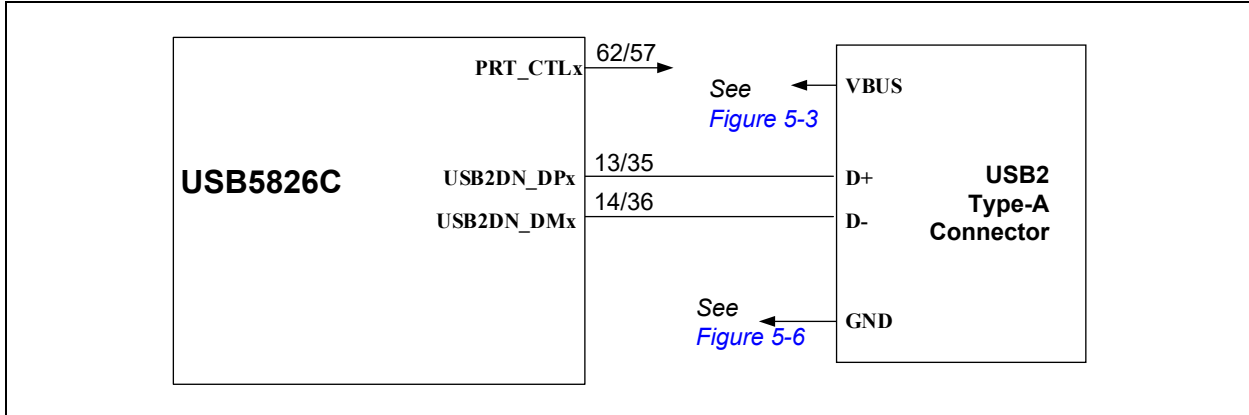 62/57
PRT_CTLx
See
Figure 5-3
VBUS
USB5826C
13/35
USB2DN_DPx
14/36
USB2DN_DMx
D+
D-
USB2
Type-A
Connector
See
Figure 5-6
GND